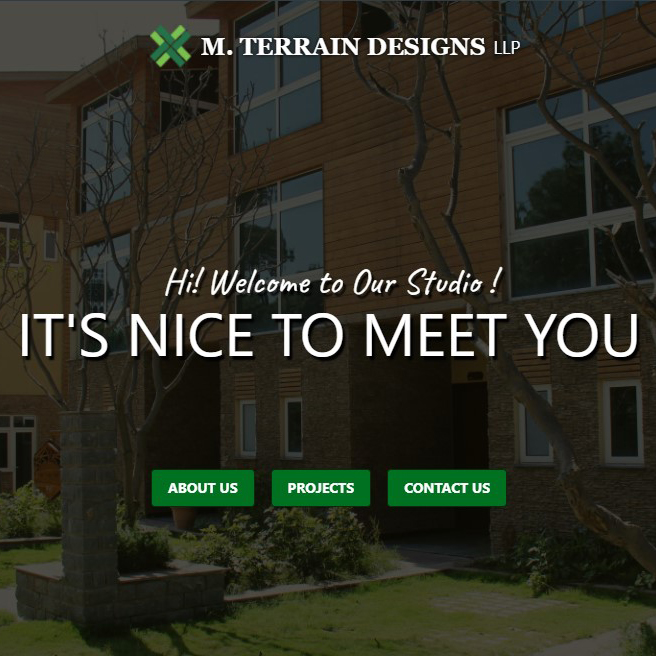 M. TERRAIN DESIGNS LLP
Hi! Welcome to Our Studio !
IT'S NICE TO MEET YOU
ABOUT US PROJECTS CONTACT US